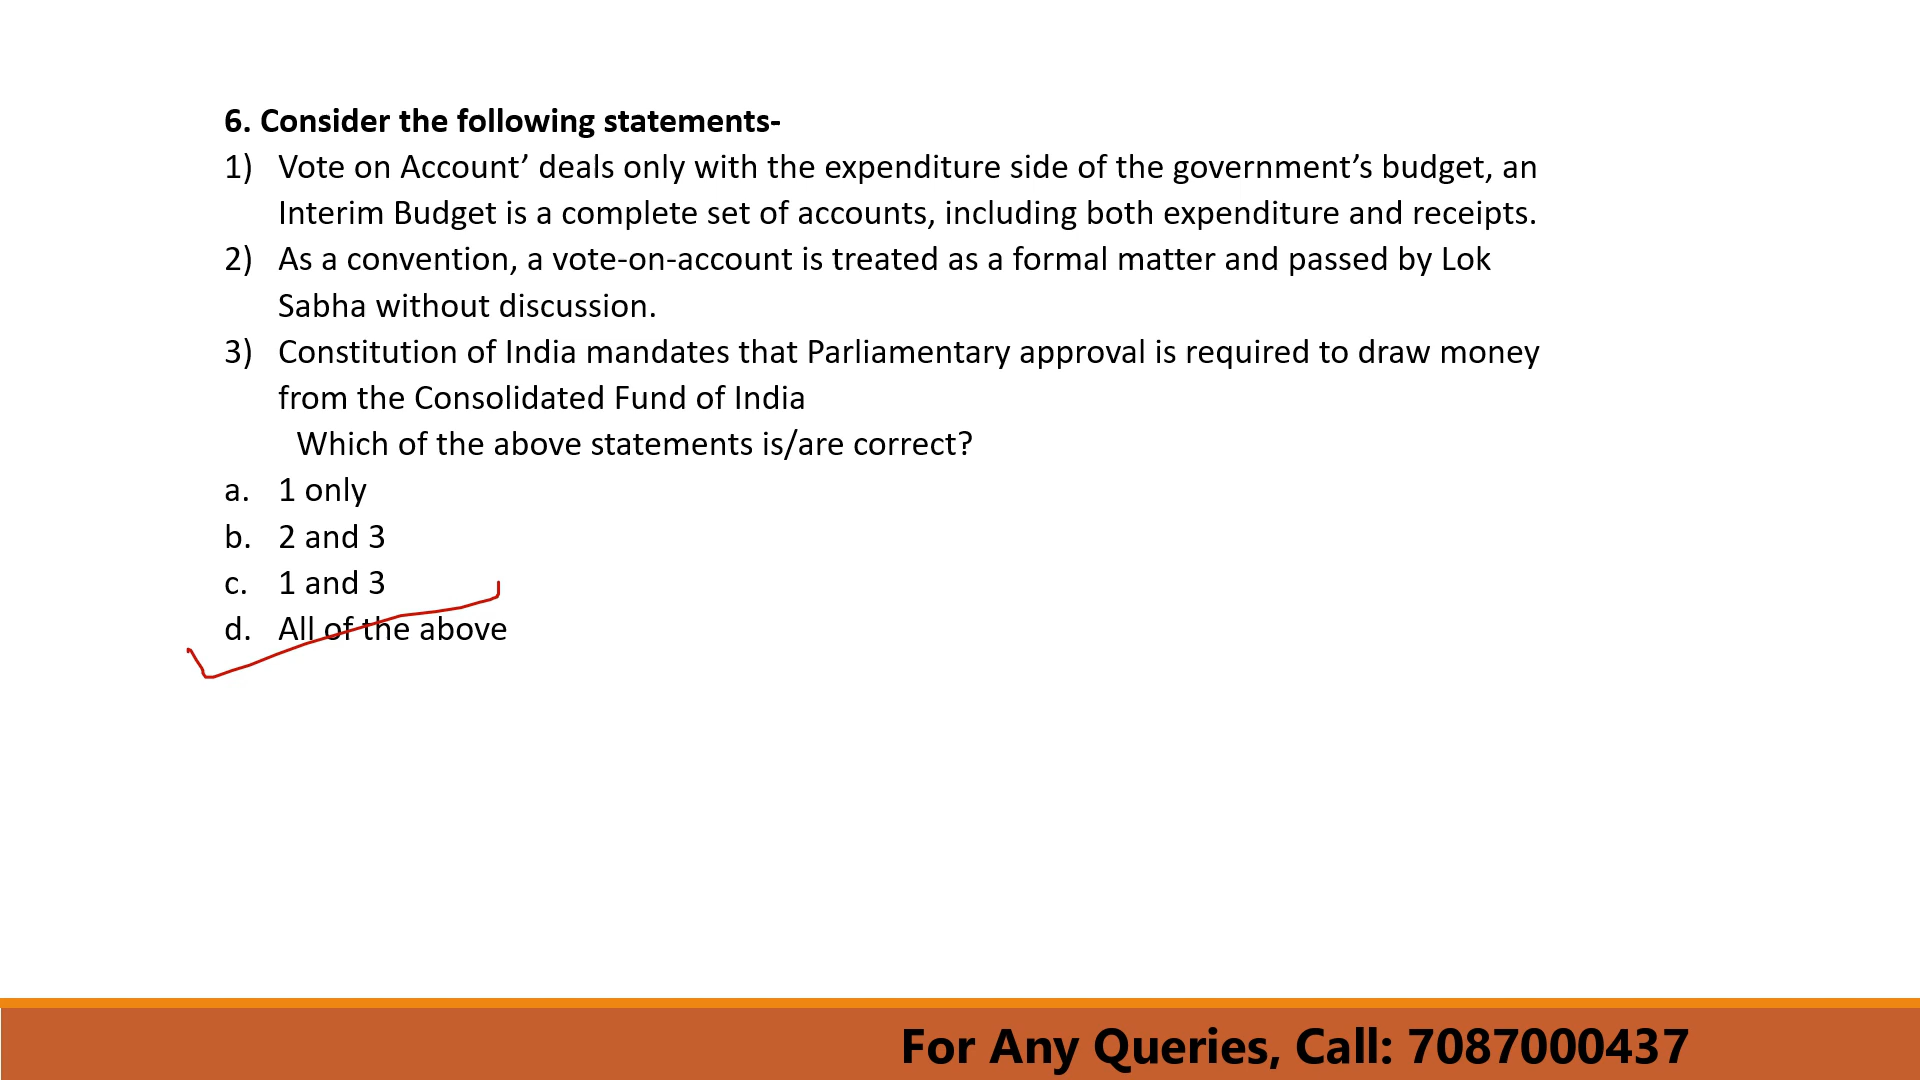 6. Consider the following statements-
1) Vote on Account’ deals only with the expenditure side of the government’s budget, an
Interim Budget is a complete set of accounts, including both expenditure and receipts.
2) As a convention, a vote-on-account is treated as a formal matter and passed by Lok
Sabha without discussion.
3) Constitution of India mandates that Parliamentary approval is required to draw money
from the Consolidated Fund of India
Which of the above statements is/are correct?
a. 1 only
b. 2 and 3
c. 1 and 3
d. All of the above
For Any Queries, Call: 7087000437